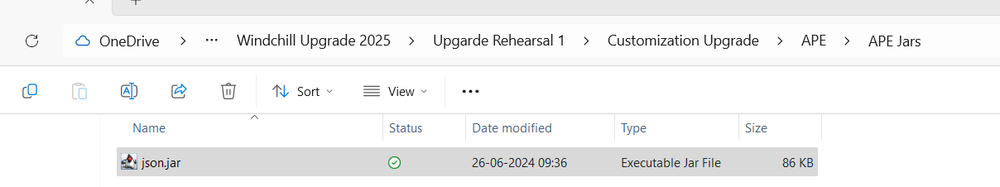 OneDrive > ... Windchill Upgrade 2025 > Upgarde Rehearsal 1 > Customization Upgrade > APE > APE Jars
Sort View ...
Name Status Date modified Type Size
json.jar 26-06-2024 09:36 Executable Jar File 86 KB